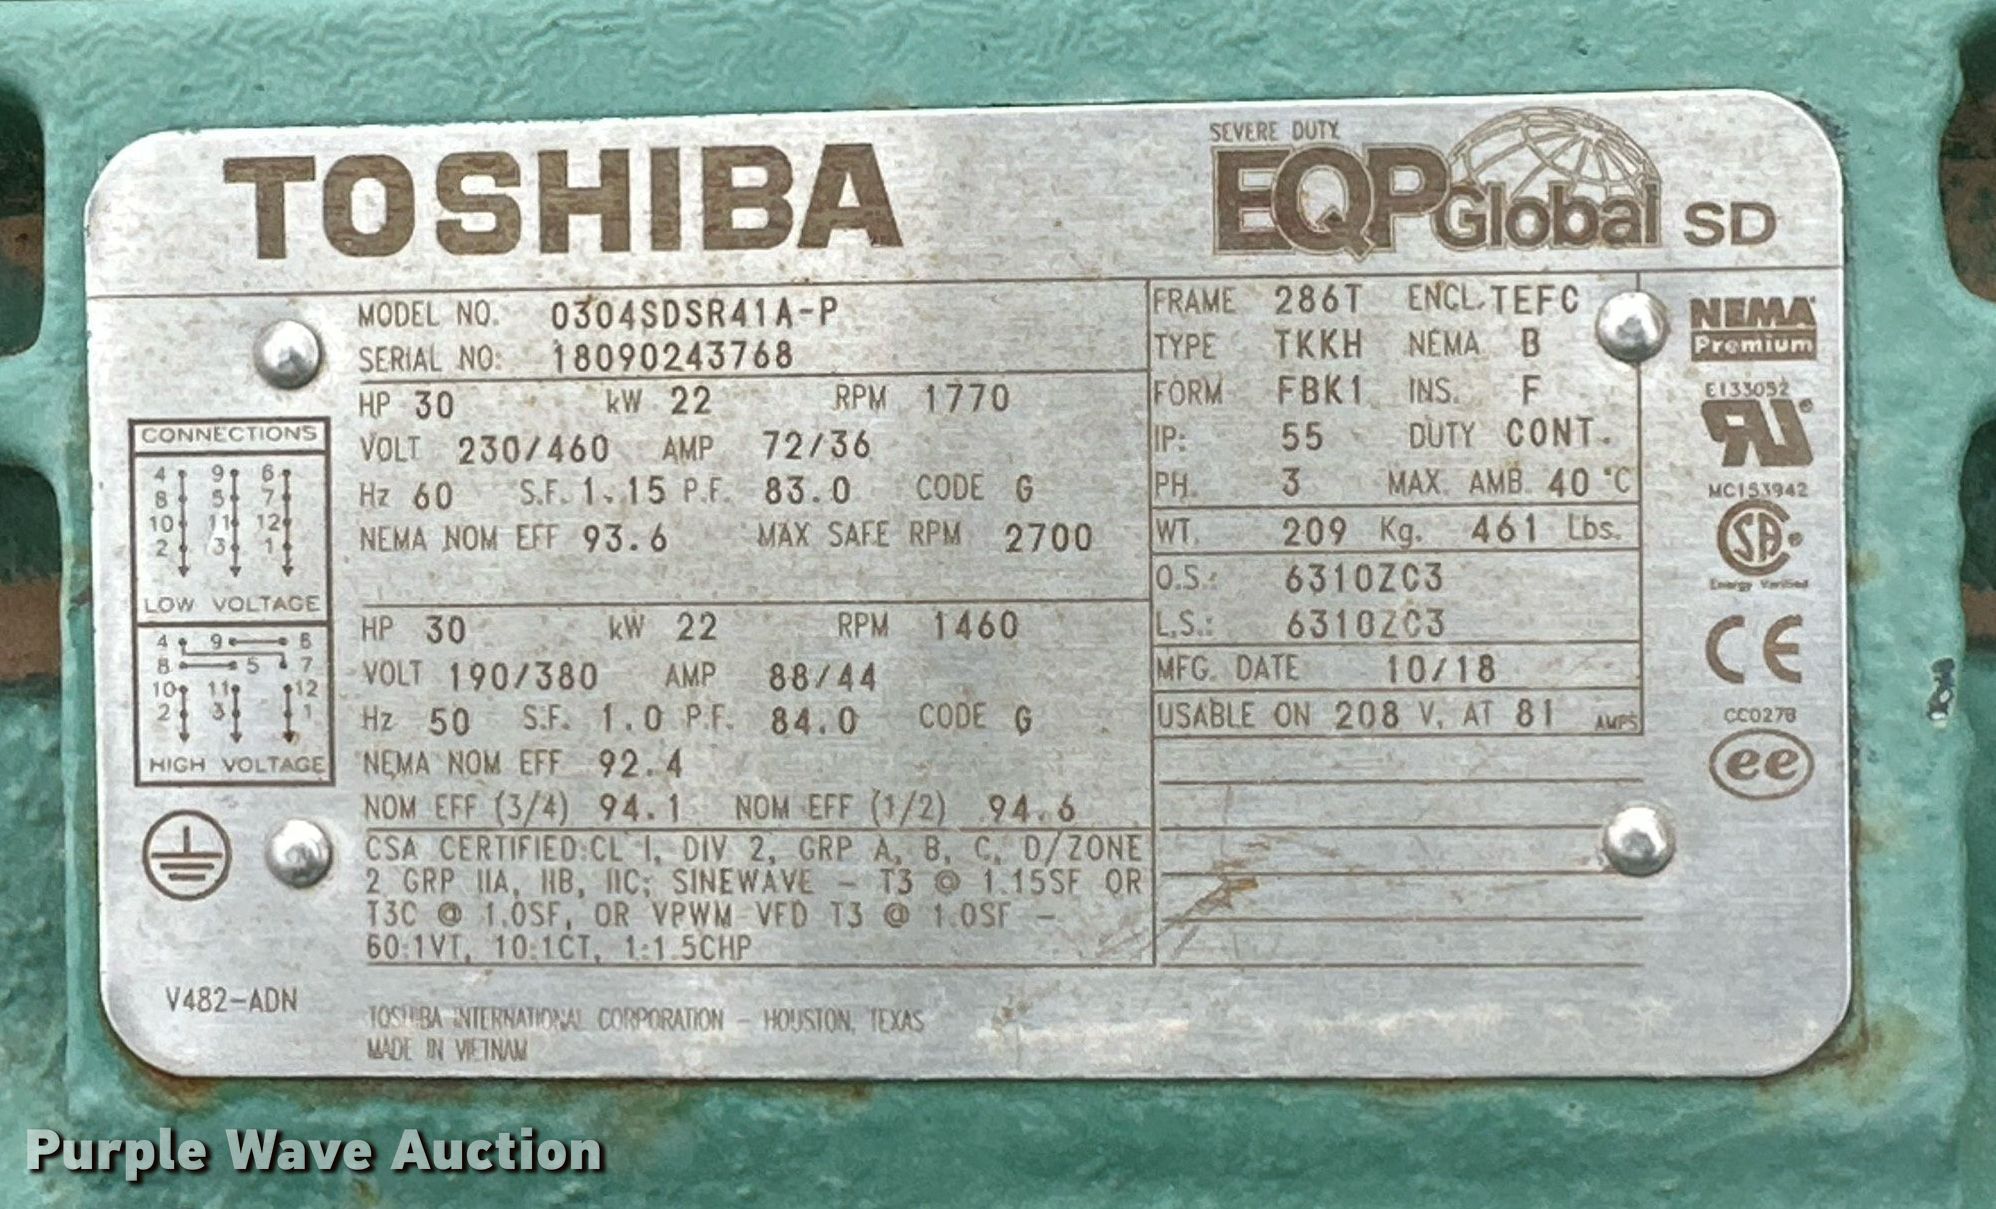 TOSHIBA
SEVERE DUTY
EQP Global SD
MODEL NO. 0304SDSR41A-P
SERIAL NO: 18090243768
HP 30 kW 22 RPM 1770
VOLT 230/460 AMP 72/36
Hz 60 S.F. 1.15 P.F. 83.0 CODE G
NEMA NOM EFF 93.6 MAX SAFE RPM 2700
HP 30 kW 22 RPM 1460
VOLT 190/380 AMP 88/44
Hz 50 S.F. 1.0 P.F. 84.0 CODE G
NEMA NOM EFF 92.4
NOM EFF (3/4) 94.1 NOM EFF (1/2) 94.6
CSA CERTIFIED:CL I, DIV 2, GRP A, B, C, D/ZONE
2 GRP IIA, IIB, IIC; SINEWAVE - T3 @ 1.15SF OR
T3C @ 1.0SF, OR VPWM VFD T3 @ 1.0SF -
60:1VT, 10:1CT, 1:1.5CHP
FRAME 286T ENCL. TEFC
TYPE TKKH NEMA B
FORM FBK1 INS. F
IP: 55 DUTY CONT.
PH. 3 MAX. AMB. 40 °C
WT. 209 Kg. 461 Lbs.
O.S.: 6310ZC3
L.S.: 6310ZC3
MFG. DATE 10/18
USABLE ON 208 V. AT 81 AMPS
NEMA
Premium
E133052
RU
MC153942
SA
Energy Verified
CE
CC027B
ee
CONNECTIONS
4 9 6
8 5 7
10 11 12
2 3 1
LOW VOLTAGE
4 9 6
8 5 7
10 11 12
2 3 1
HIGH VOLTAGE
V482-ADN
TOSHIBA INTERNATIONAL CORPORATION - HOUSTON, TEXAS
MADE IN VIETNAM
Purple Wave Auction